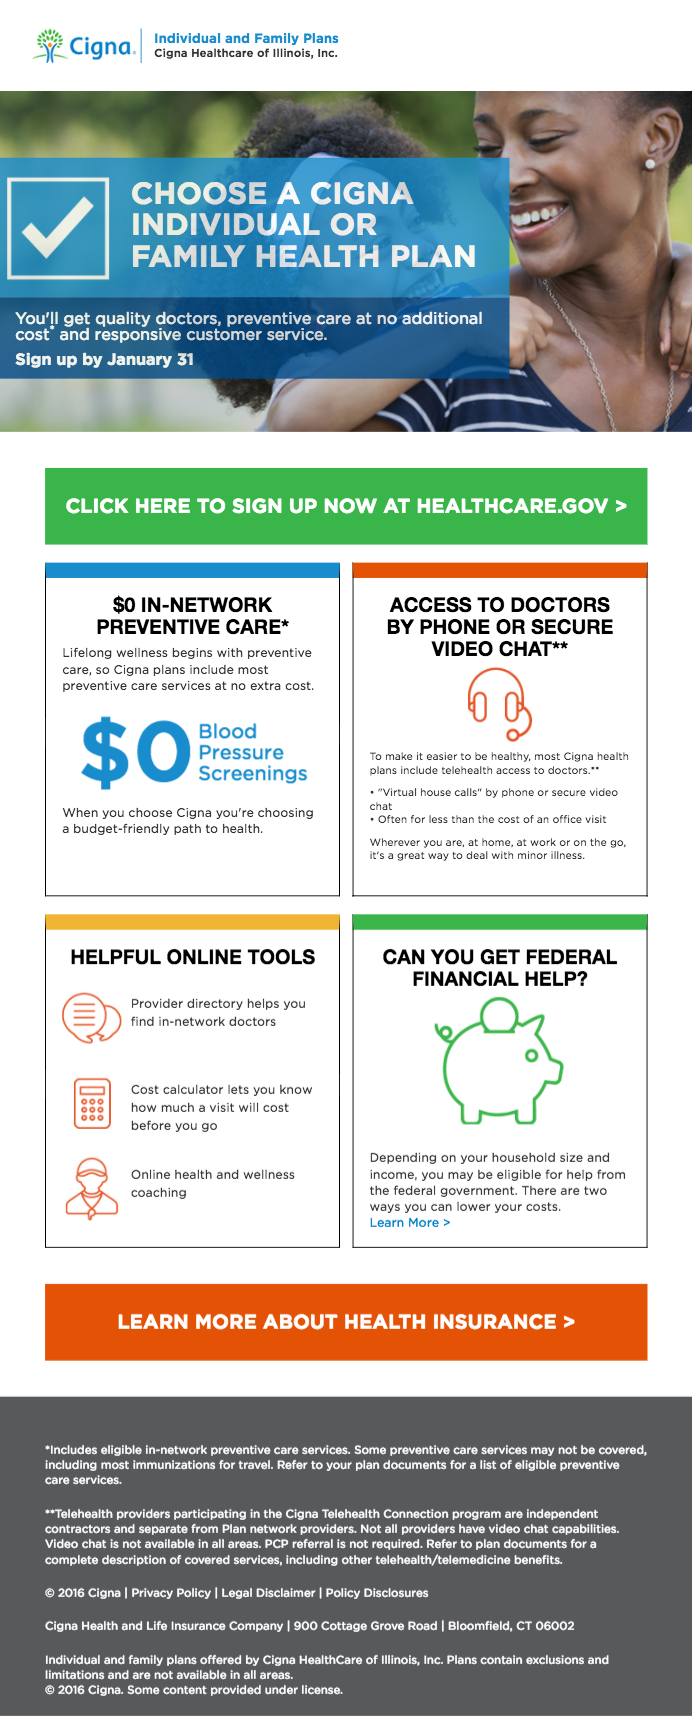 Cigna.
Individual and Family Plans
Cigna Healthcare of Illinois, Inc.
CHOOSE A CIGNA
INDIVIDUAL OR
FAMILY HEALTH PLAN
You'll get quality doctors, preventive care at no additional
cost* and responsive customer service.
Sign up by January 31
CLICK HERE TO SIGN UP NOW AT HEALTHCARE.GOV >
$0 IN-NETWORK
PREVENTIVE CARE*
Lifelong wellness begins with preventive
care, so Cigna plans include most
preventive care services at no extra cost.
$0 Blood
Pressure
Screenings
When you choose Cigna you're choosing
a budget-friendly path to health.
ACCESS TO DOCTORS
BY PHONE OR SECURE
VIDEO CHAT**
To make it easier to be healthy, most Cigna health
plans include telehealth access to doctors.**
• "Virtual house calls" by phone or secure video
chat
• Often for less than the cost of an office visit
Wherever you are, at home, at work or on the go,
it's a great way to deal with minor illness.
HELPFUL ONLINE TOOLS
Provider directory helps you
find in-network doctors
Cost calculator lets you know
how much a visit will cost
before you go
Online health and wellness
coaching
CAN YOU GET FEDERAL
FINANCIAL HELP?
Depending on your household size and
income, you may be eligible for help from
the federal government. There are two
ways you can lower your costs.
Learn More >
LEARN MORE ABOUT HEALTH INSURANCE >
*Includes eligible in-network preventive care services. Some preventive care services may not be covered,
including most immunizations for travel. Refer to your plan documents for a list of eligible preventive
care services.
**Telehealth providers participating in the Cigna Telehealth Connection program are independent
contractors and separate from Plan network providers. Not all providers have video chat capabilities.
Video chat is not available in all areas. PCP referral is not required. Refer to plan documents for a
complete description of covered services, including other telehealth/telemedicine benefits.
© 2016 Cigna | Privacy Policy | Legal Disclaimer | Policy Disclosures
Cigna Health and Life Insurance Company | 900 Cottage Grove Road | Bloomfield, CT 06002
Individual and family plans offered by Cigna HealthCare of Illinois, Inc. Plans contain exclusions and
limitations and are not available in all areas.
© 2016 Cigna. Some content provided under license.